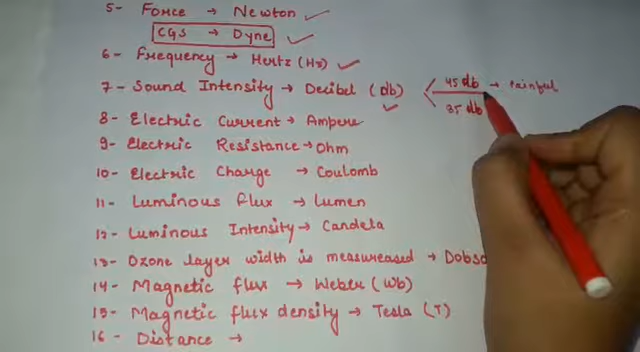 5- Force → Newton
CGS → Dyne
6- Frequency → Hertz (Hz)
7- Sound Intensity → Decibel (db) 45 db → Painful
35 db
8- Electric Current → Ampere
9- Electric Resistance → Ohm
10- Electric Charge → Coulomb
11- Luminous flux → Lumen
12- Luminous Intensity → Candela
13- Ozone layer width is measureased → Dobso
14- Magnetic flux → Weber (Wb)
15- Magnetic flux density → Tesla (T)
16- Distance →